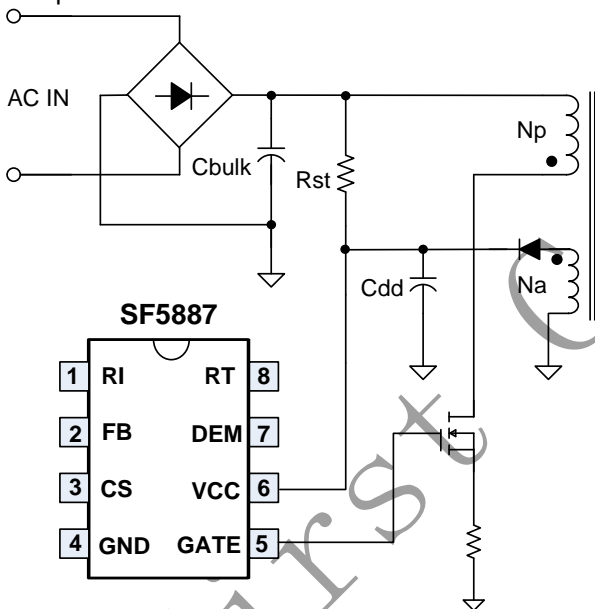 AC IN
Cbulk
Rst
Np
Cdd
Na
SF5887
1 RI RT 8
2 FB DEM 7
3 CS VCC 6
4 GND GATE 5